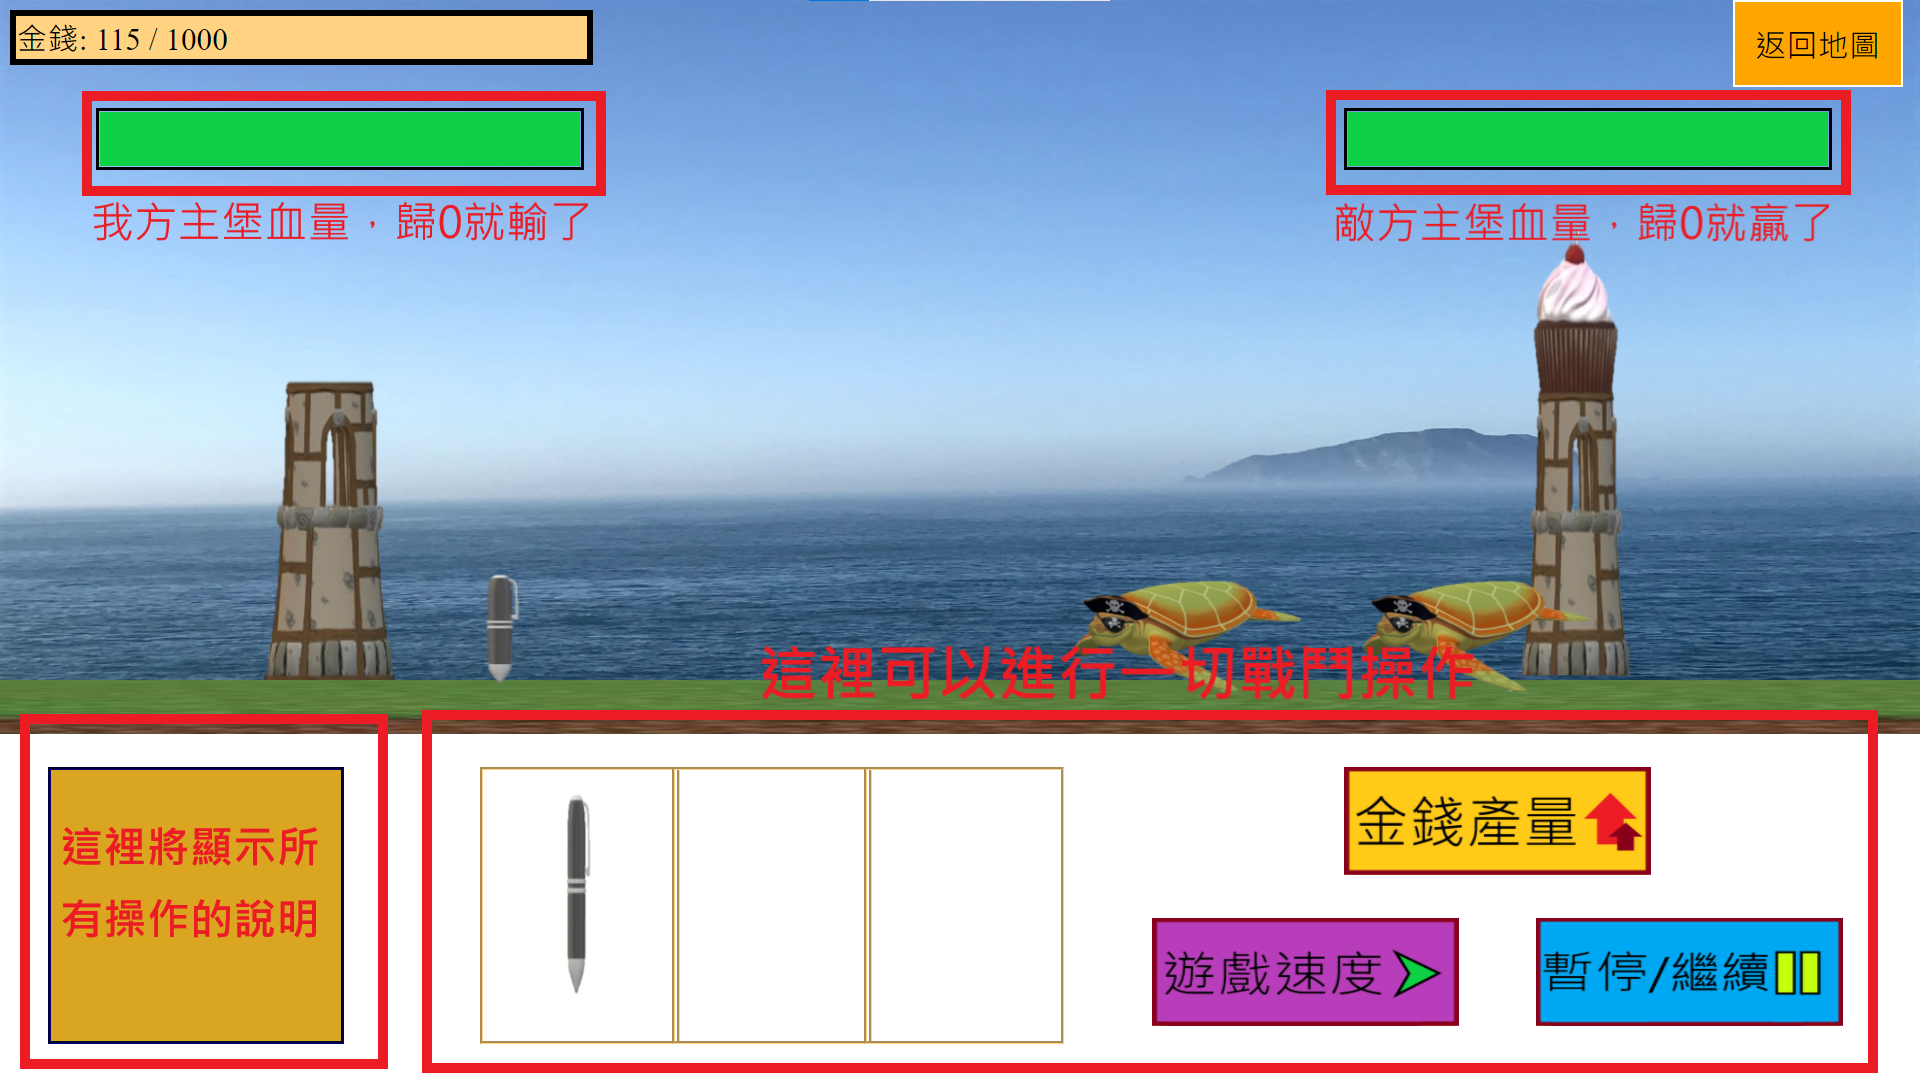 金錢: 115 / 1000
返回地圖
我方主堡血量，歸0就輸了
敵方主堡血量，歸0就贏了
這裡可以進行一切戰鬥操作
這裡將顯示所
有操作的說明
金錢產量
遊戲速度
暫停/繼續